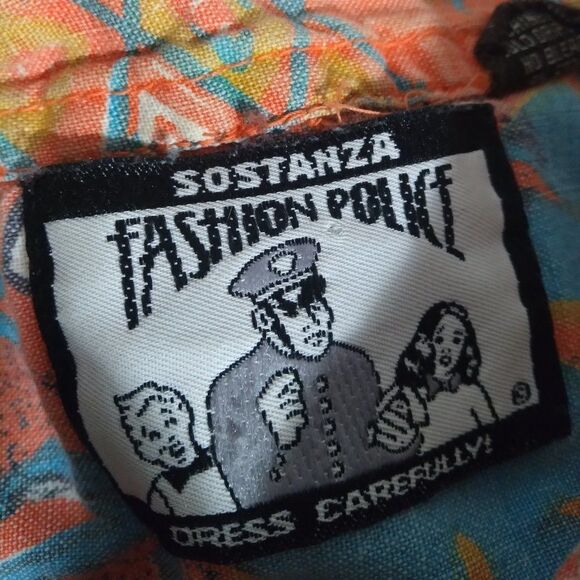 SOSTANZA
FASHION POLICE
DRESS CAREFULLY!